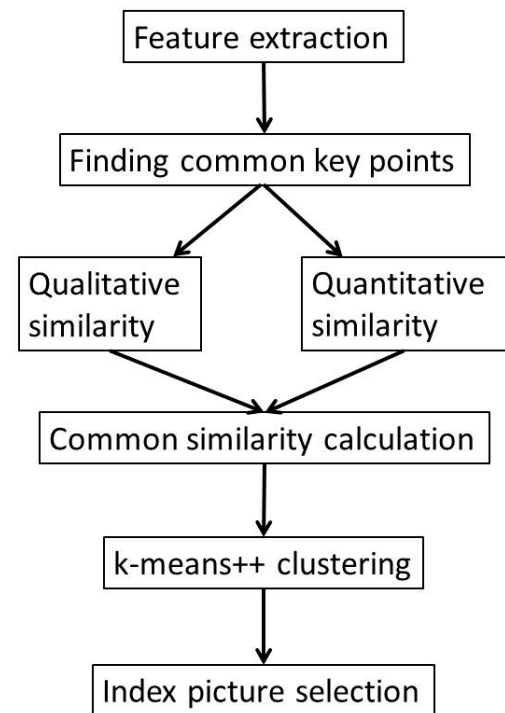 Feature extraction
Finding common key points
Qualitative
similarity
Quantitative
similarity
Common similarity calculation
k-means++ clustering
Index picture selection